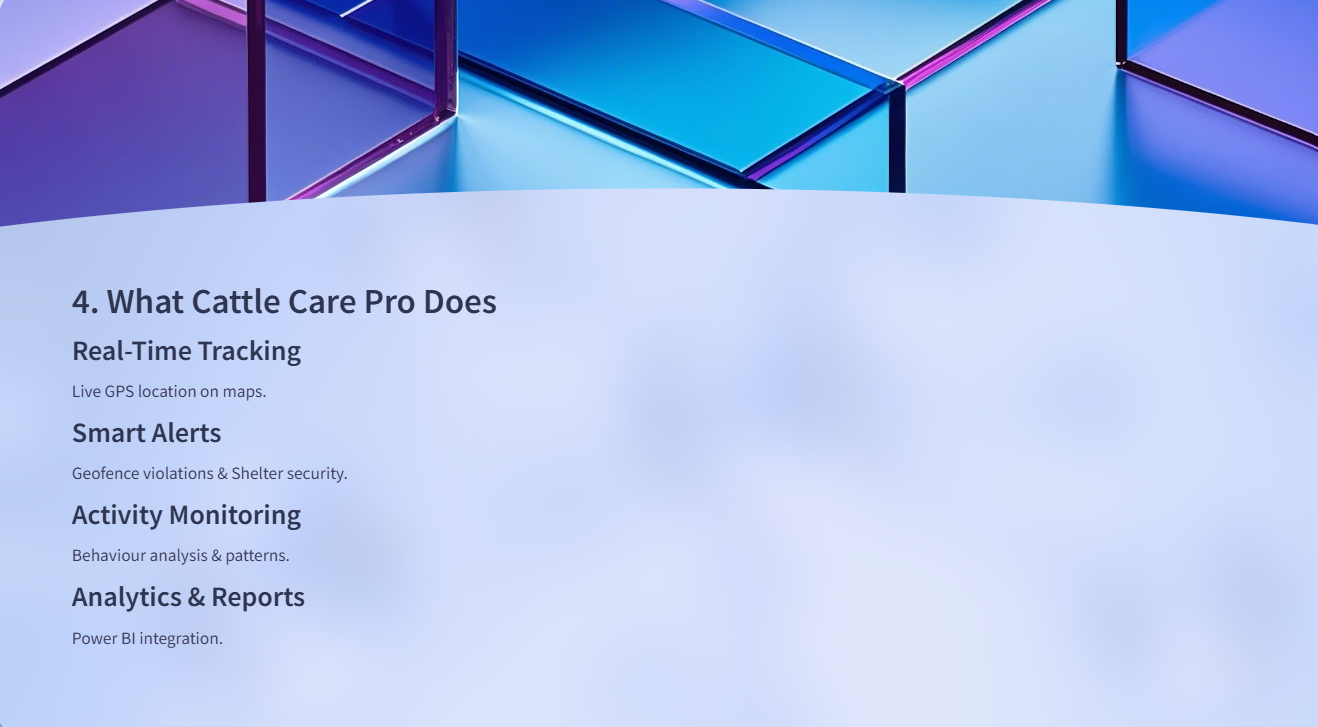 4. What Cattle Care Pro Does
Real-Time Tracking
Live GPS location on maps.
Smart Alerts
Geofence violations & Shelter security.
Activity Monitoring
Behaviour analysis & patterns.
Analytics & Reports
Power BI integration.